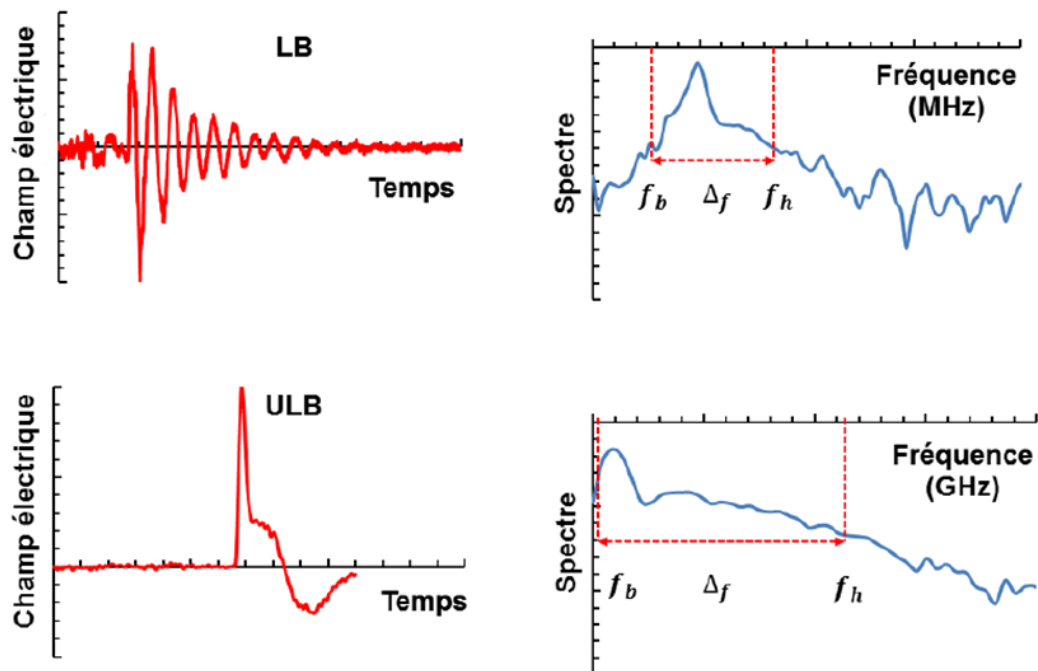 Champ électrique
LB
Temps
Spectre
Fréquence
(MHz)
f_b Δ_f f_h
Champ électrique
ULB
Temps
Spectre
Fréquence
(GHz)
f_b Δ_f f_h